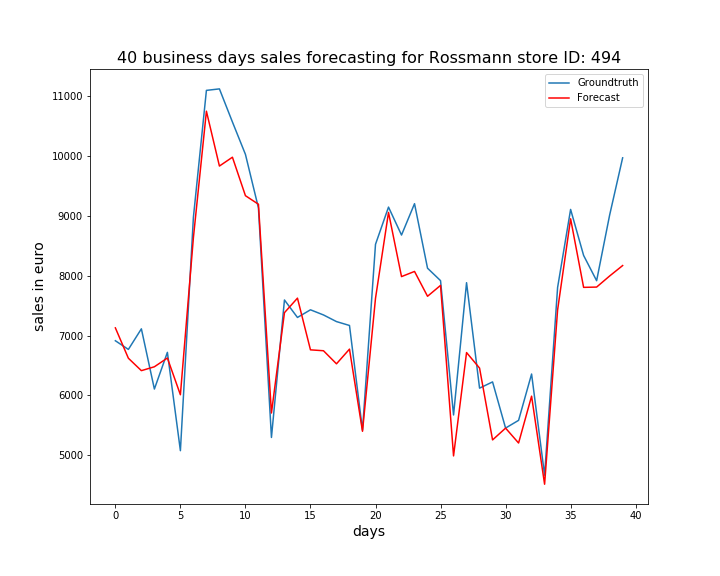 40 business days sales forecasting for Rossmann store ID: 494
Groundtruth
Forecast
11000
10000
9000
8000
7000
6000
5000
sales in euro
0 5 10 15 20 25 30 35 40
days